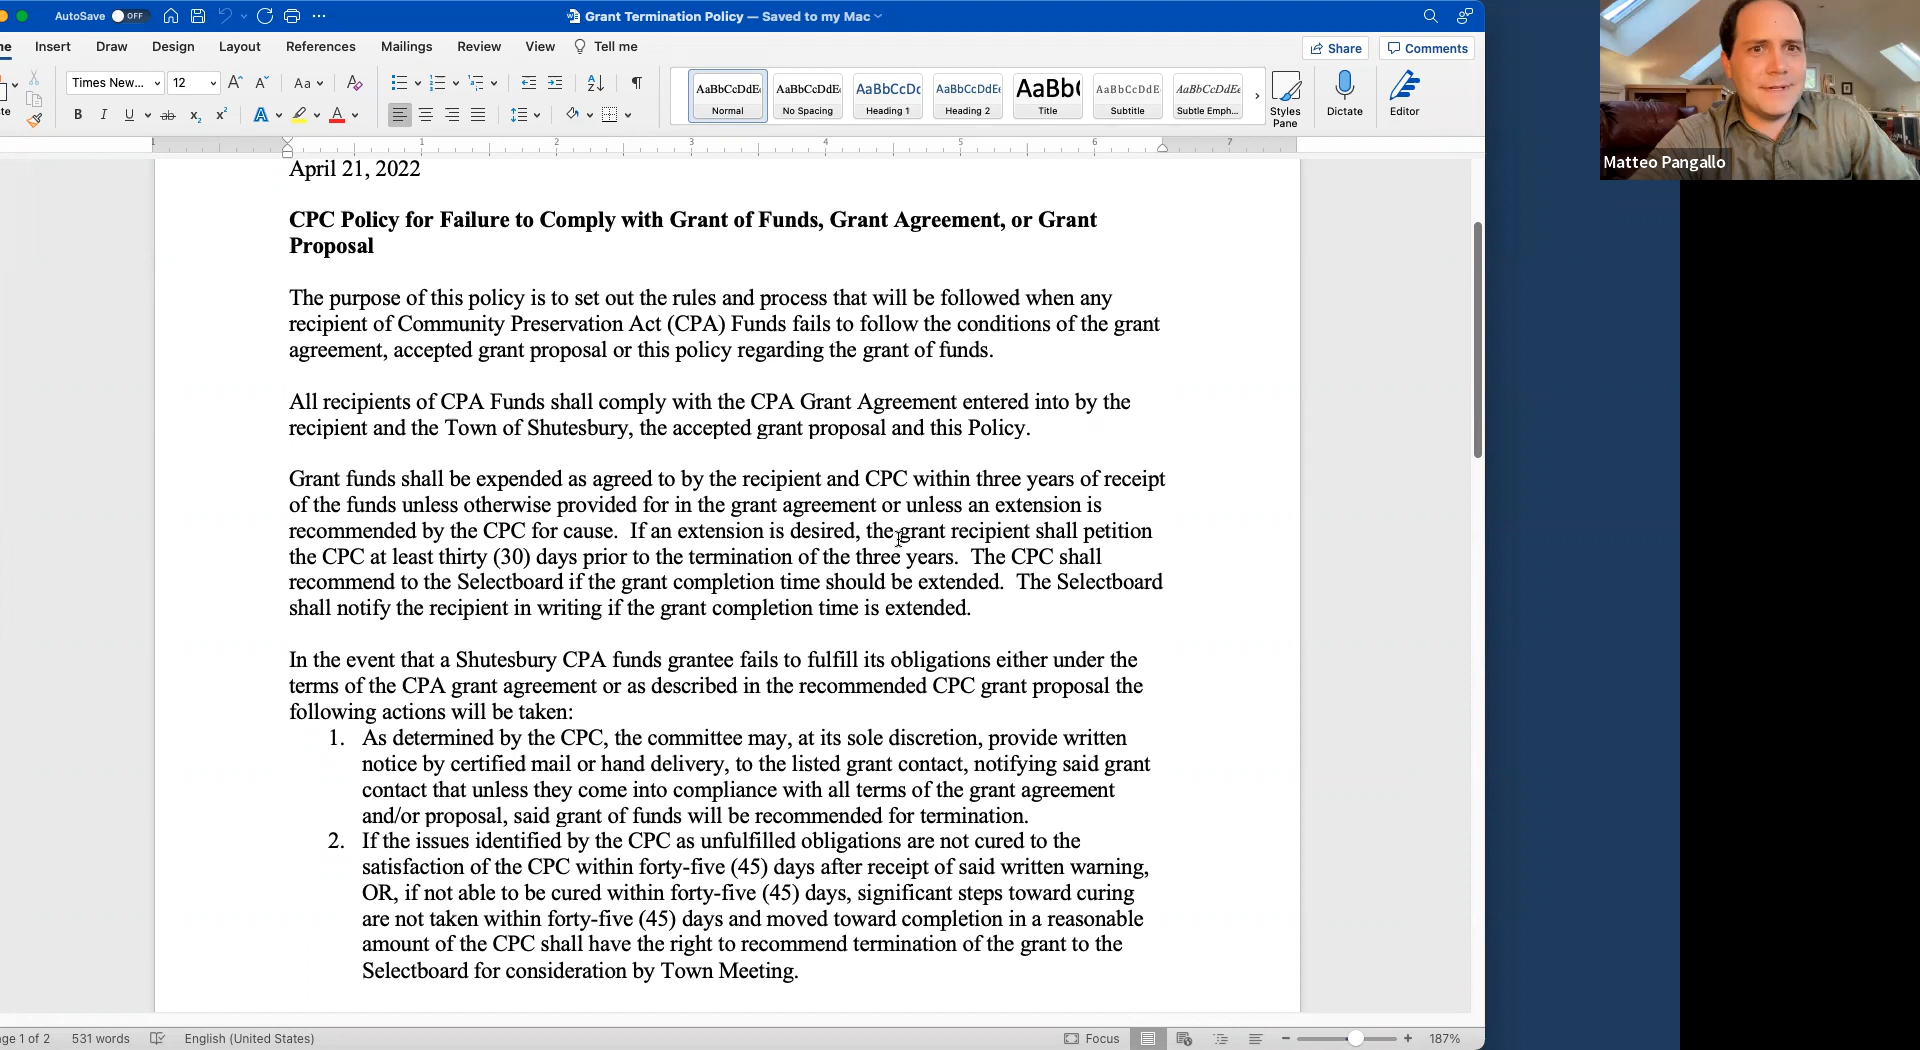 AutoSave OFF
Grant Termination Policy — Saved to my Mac
Insert Draw Design Layout References Mailings Review View Tell me
Share Comments
Times New... 12
AaBbCcDdE AaBbCcDdE AaBbCcDc AaBbCcDdE AaBb( AaBbCcDdE AaBbCcDdEe
Normal No Spacing Heading 1 Heading 2 Title Subtitle Subtle Emph...
Styles Pane
Dictate
Editor
1 1 2 3 4 5 6 7
April 21, 2022
CPC Policy for Failure to Comply with Grant of Funds, Grant Agreement, or Grant
Proposal
The purpose of this policy is to set out the rules and process that will be followed when any
recipient of Community Preservation Act (CPA) Funds fails to follow the conditions of the grant
agreement, accepted grant proposal or this policy regarding the grant of funds.
All recipients of CPA Funds shall comply with the CPA Grant Agreement entered into by the
recipient and the Town of Shutesbury, the accepted grant proposal and this Policy.
Grant funds shall be expended as agreed to by the recipient and CPC within three years of receipt
of the funds unless otherwise provided for in the grant agreement or unless an extension is
recommended by the CPC for cause.  If an extension is desired, the grant recipient shall petition
the CPC at least thirty (30) days prior to the termination of the three years.  The CPC shall
recommend to the Selectboard if the grant completion time should be extended.  The Selectboard
shall notify the recipient in writing if the grant completion time is extended.
In the event that a Shutesbury CPA funds grantee fails to fulfill its obligations either under the
terms of the CPA grant agreement or as described in the recommended CPC grant proposal the
following actions will be taken:
1. As determined by the CPC, the committee may, at its sole discretion, provide written
notice by certified mail or hand delivery, to the listed grant contact, notifying said grant
contact that unless they come into compliance with all terms of the grant agreement
and/or proposal, said grant of funds will be recommended for termination.
2. If the issues identified by the CPC as unfulfilled obligations are not cured to the
satisfaction of the CPC within forty-five (45) days after receipt of said written warning,
OR, if not able to be cured within forty-five (45) days, significant steps toward curing
are not taken within forty-five (45) days and moved toward completion in a reasonable
amount of the CPC shall have the right to recommend termination of the grant to the
Selectboard for consideration by Town Meeting.
1 of 2 531 words English (United States) Focus 187%
Matteo Pangallo